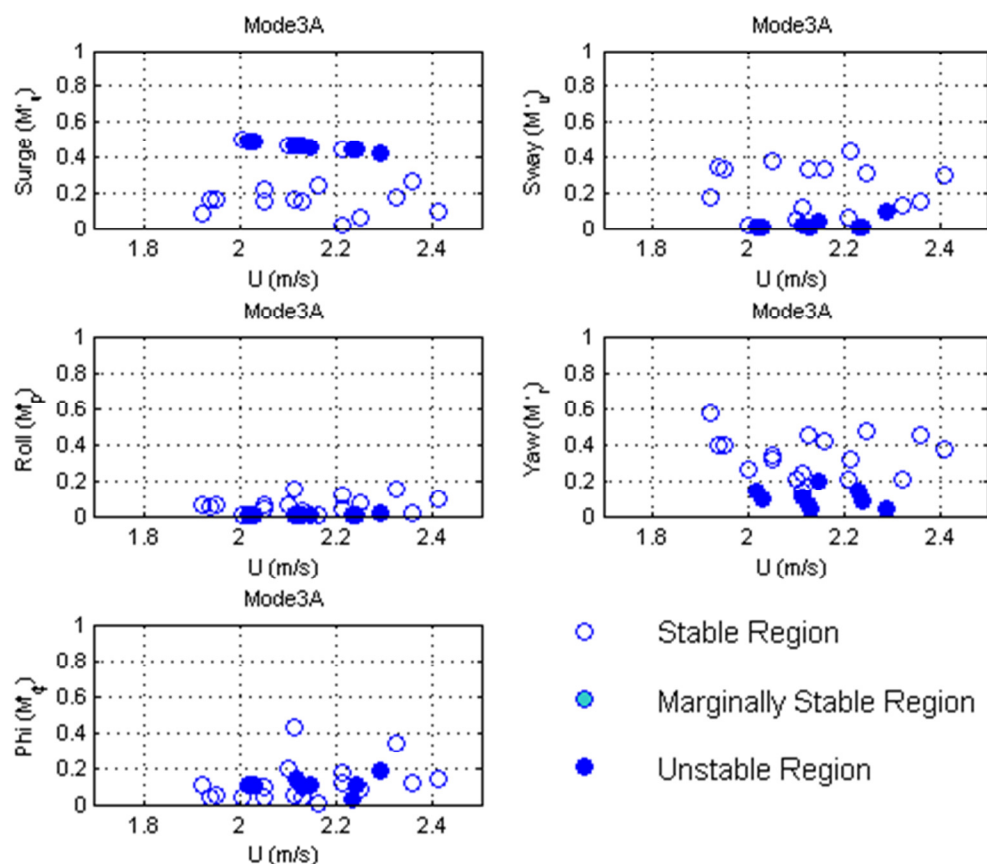 Mode3A
1
0.8
0.6
0.4
0.2
0
Surge (M'u)
1.8 2 2.2 2.4
U (m/s)
Mode3A
1
0.8
0.6
0.4
0.2
0
Sway (M'υ)
1.8 2 2.2 2.4
U (m/s)
Mode3A
1
0.8
0.6
0.4
0.2
0
Roll (M'p)
1.8 2 2.2 2.4
U (m/s)
Mode3A
1
0.8
0.6
0.4
0.2
0
Yaw (M'r)
1.8 2 2.2 2.4
U (m/s)
Mode3A
1
0.8
0.6
0.4
0.2
0
Phi (M'φ)
1.8 2 2.2 2.4
U (m/s)
Stable Region
Marginally Stable Region
Unstable Region